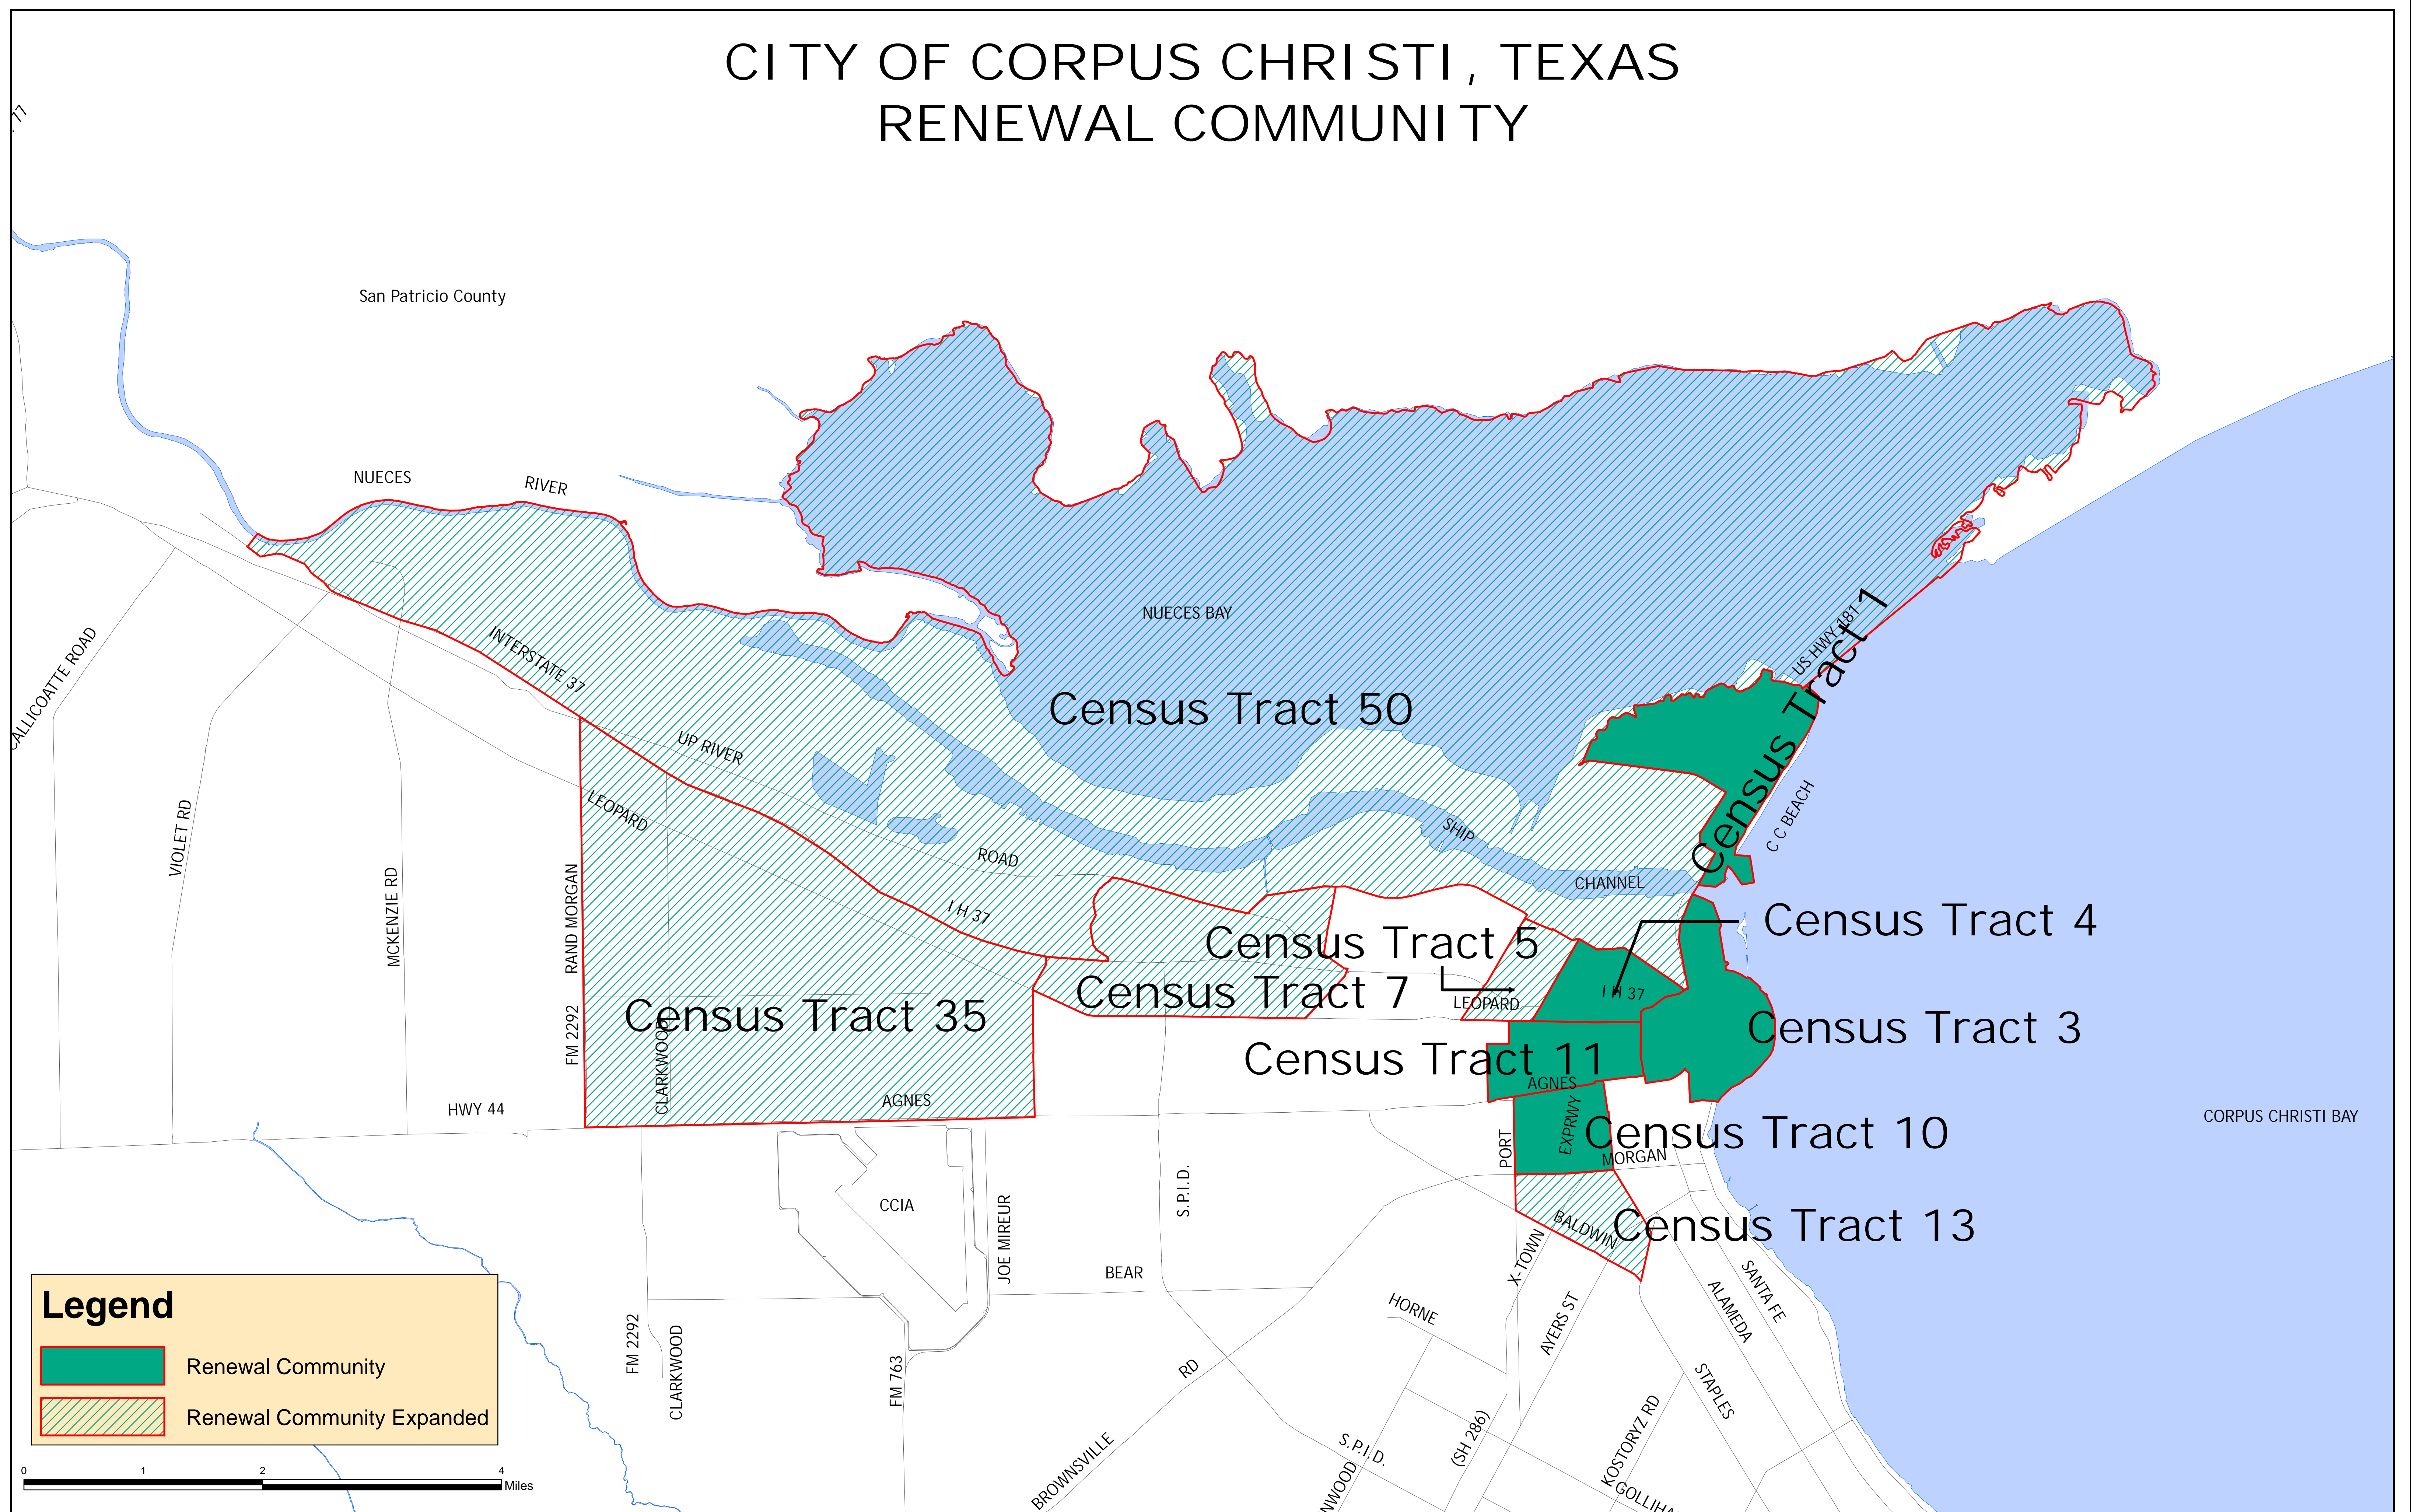 CITY OF CORPUS CHRISTI, TEXAS
RENEWAL COMMUNITY
77
San Patricio County
NUECES
RIVER
NUECES BAY
CALLICOATTE ROAD
INTERSTATE 37
US HWY 181
Census Tract 1
Census Tract 50
UP RIVER
LEOPARD
ROAD
SHIP
CHANNEL
C C BEACH
VIOLET RD
MCKENZIE RD
RAND MORGAN
I H 37
Census Tract 4
Census Tract 5
Census Tract 7
LEOPARD
I H 37
Census Tract 35
FM 2292
CLARKWOOD
Census Tract 3
Census Tract 11
AGNES
HWY 44
AGNES
CORPUS CHRISTI BAY
PORT
EXPRWY
Census Tract 10
MORGAN
CCIA
S.P.I.D.
JOE MIREUR
BALDWIN
Census Tract 13
X-TOWN
BEAR
SANTA FE
ALAMEDA
HORNE
AYERS ST
FM 2292
CLARKWOOD
FM 763
RD
BROWNSVILLE
STAPLES
S.P.I.D.
(SH 286)
KOSTORYZ RD
NWOOD
GOLLIHA
Legend
Renewal Community
Renewal Community Expanded
0 1 2 4
Miles